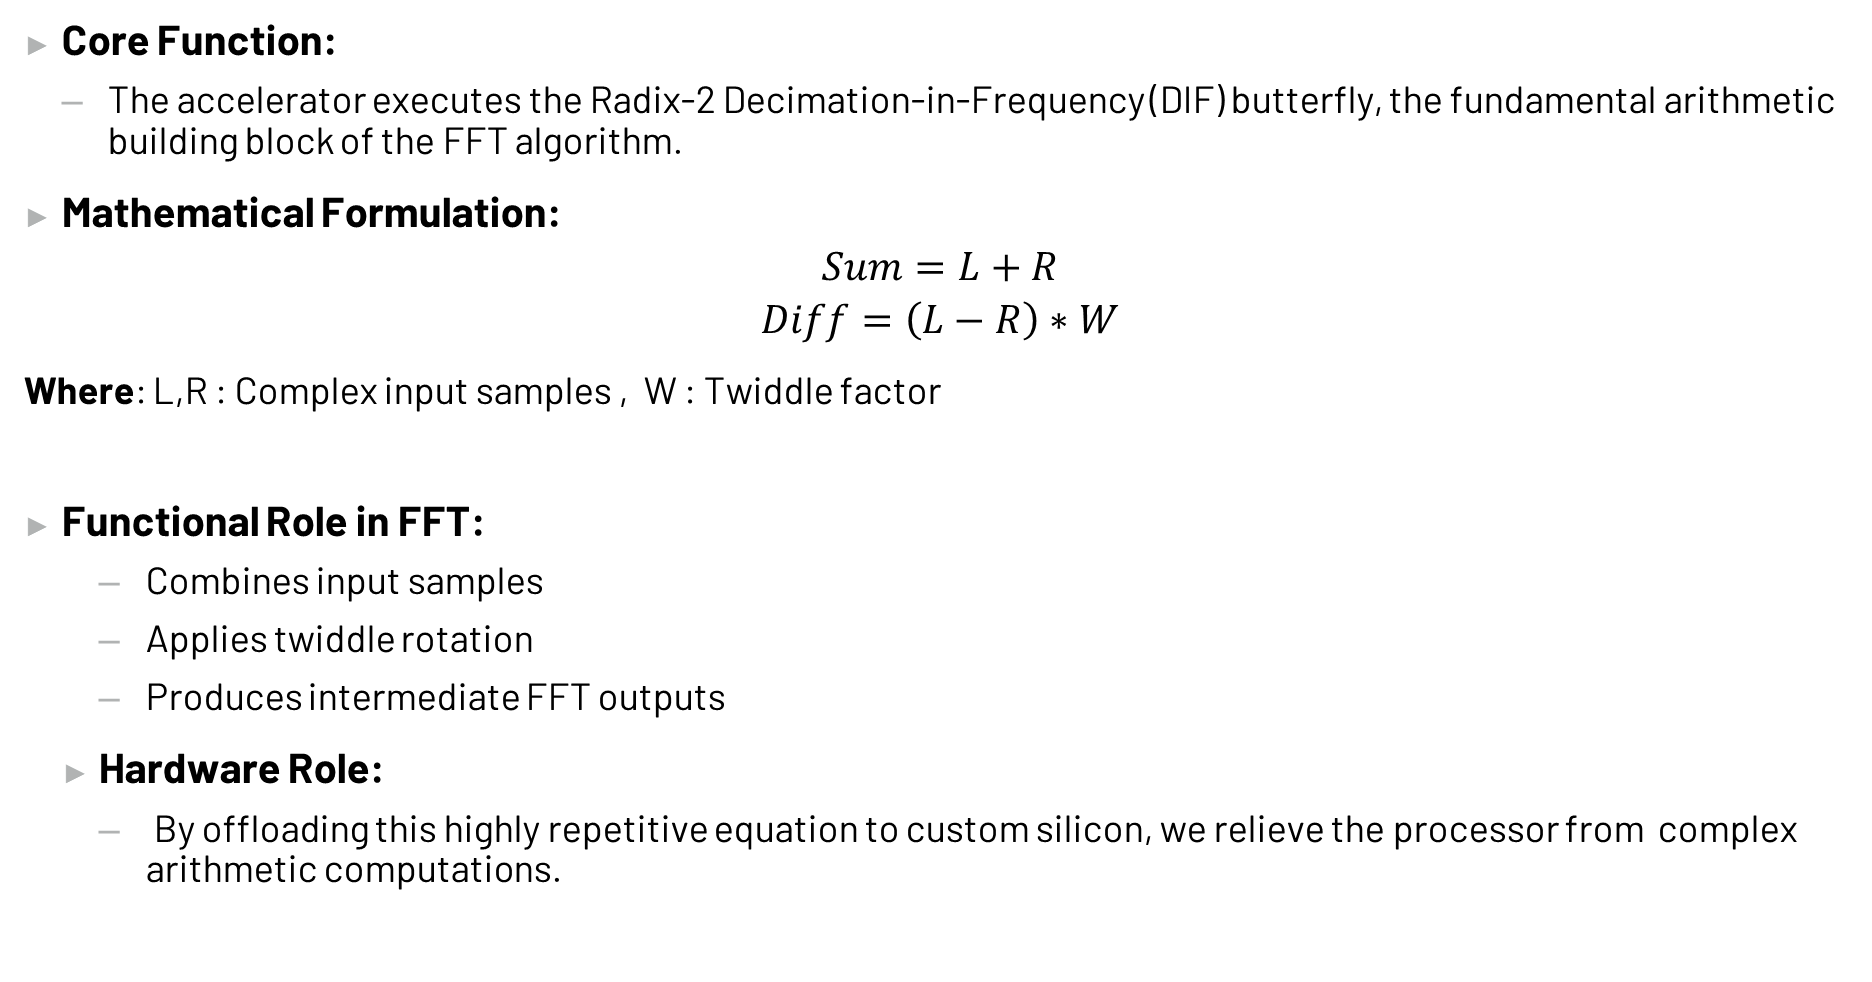 ► Core Function:
– The accelerator executes the Radix-2 Decimation-in-Frequency (DIF) butterfly, the fundamental arithmetic
building block of the FFT algorithm.
► Mathematical Formulation:
Sum = L + R
Diff = (L − R) ∗ W
Where: L,R : Complex input samples , W : Twiddle factor
► Functional Role in FFT:
– Combines input samples
– Applies twiddle rotation
– Produces intermediate FFT outputs
► Hardware Role:
– By offloading this highly repetitive equation to custom silicon, we relieve the processor from complex
arithmetic computations.